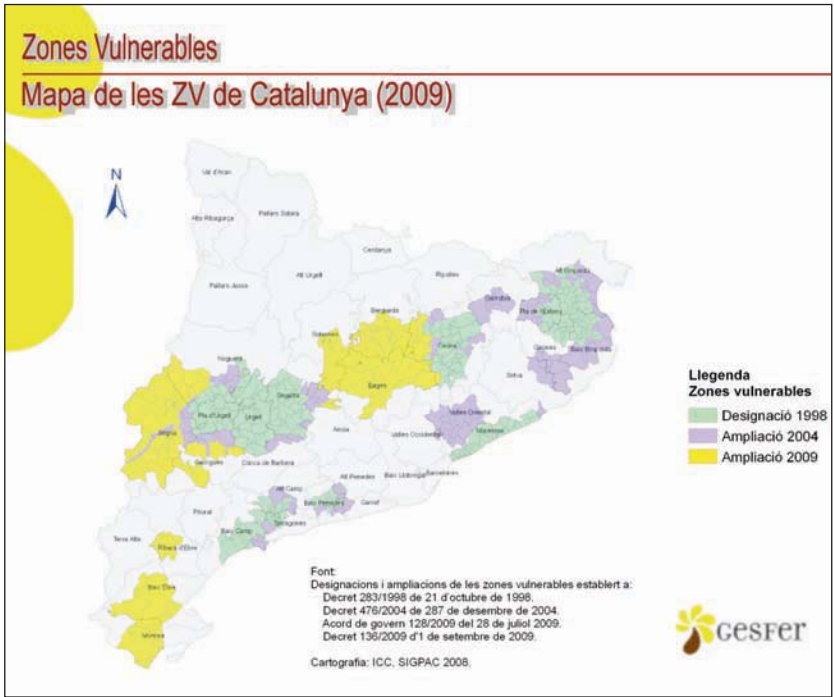 Zones Vulnerables
Mapa de les ZV de Catalunya (2009)
N
Val d'Aran
Alta Ribagorça
Pallars Sobirà
Cerdanya
Alt Urgell
Pallars Jussà
Ripollès
Alt Empordà
Garrotxa
Pla de l'Estany
Berguedà
Solsonès
Osona
Gironès
Baix Empordà
Noguera
Bages
Selva
Segarra
Pla d'Urgell
Urgell
Vallès Oriental
Maresme
Segrià
Anoia
Vallès Occidental
Garrigues
Conca de Barberà
Alt Penedès
Baix Llobregat
Barcelonès
Alt Camp
Priorat
Baix Penedès
Garraf
Tarragonès
Baix Camp
Terra Alta
Ribera d'Ebre
Baix Ebre
Montsià
Llegenda
Zones vulnerables
Designació 1998
Ampliació 2004
Ampliació 2009
Font:
Designacions i ampliacions de les zones vulnerables establert a:
Decret 283/1998 de 21 d'octubre de 1998.
Decret 476/2004 de 287 de desembre de 2004.
Acord de govern 128/2009 del 28 de juliol 2009.
Decret 136/2009 d'1 de setembre de 2009.
Cartografia: ICC, SIGPAC 2008.
GESFER